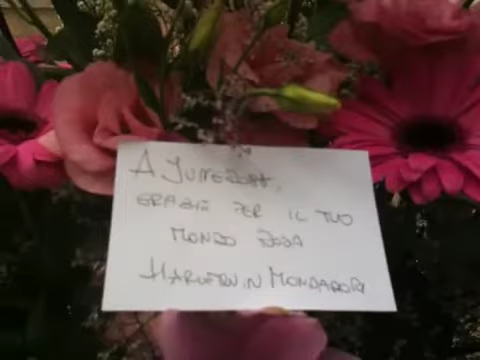 A
GRAZIE PER IL TUO
MONDO ROSA
HARLEQUIN MONDADORI